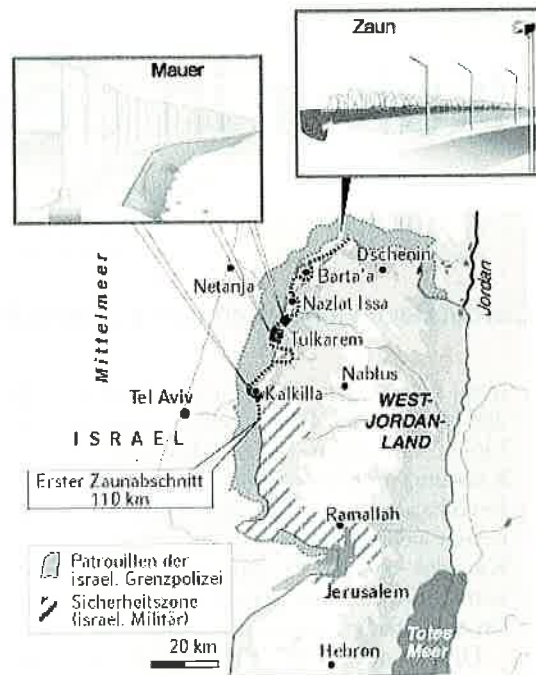 Zaun
Mauer
Dschenin
Barta'a
Netanja
Jordan
Nazlat Issa
Mittelmeer
Tulkarem
Nablus
Kalkilla
Tel Aviv
WEST-
JORDAN-
LAND
ISRAEL
Erster Zaunabschnitt
110 km
Ramallah
Patrouillen der
israel. Grenzpolizei
Jerusalem
Sicherheitszone
(israel. Militär)
Totes
Meer
20 km
Hebron